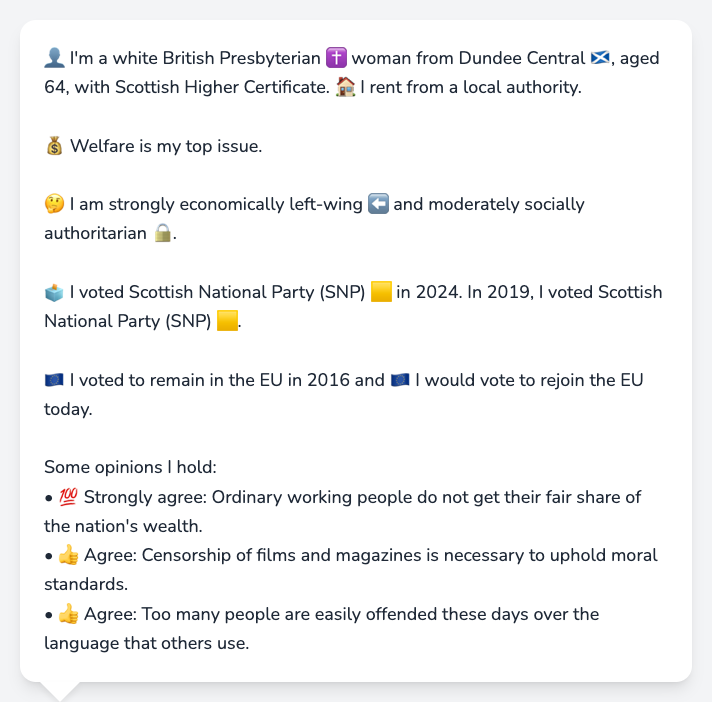 👤 I'm a white British Presbyterian ✝️ woman from Dundee Central 🏴󠁧󠁢󠁳󠁣󠁴󠁿, aged
64, with Scottish Higher Certificate. 🏠 I rent from a local authority.
💰 Welfare is my top issue.
🤔 I am strongly economically left-wing ⬅️ and moderately socially
authoritarian 🔒.
🗳️ I voted Scottish National Party (SNP) 🟨 in 2024. In 2019, I voted Scottish
National Party (SNP) 🟨.
🇪🇺 I voted to remain in the EU in 2016 and 🇪🇺 I would vote to rejoin the EU
today.
Some opinions I hold:
• 💯 Strongly agree: Ordinary working people do not get their fair share of
the nation's wealth.
• 👍 Agree: Censorship of films and magazines is necessary to uphold moral
standards.
• 👍 Agree: Too many people are easily offended these days over the
language that others use.